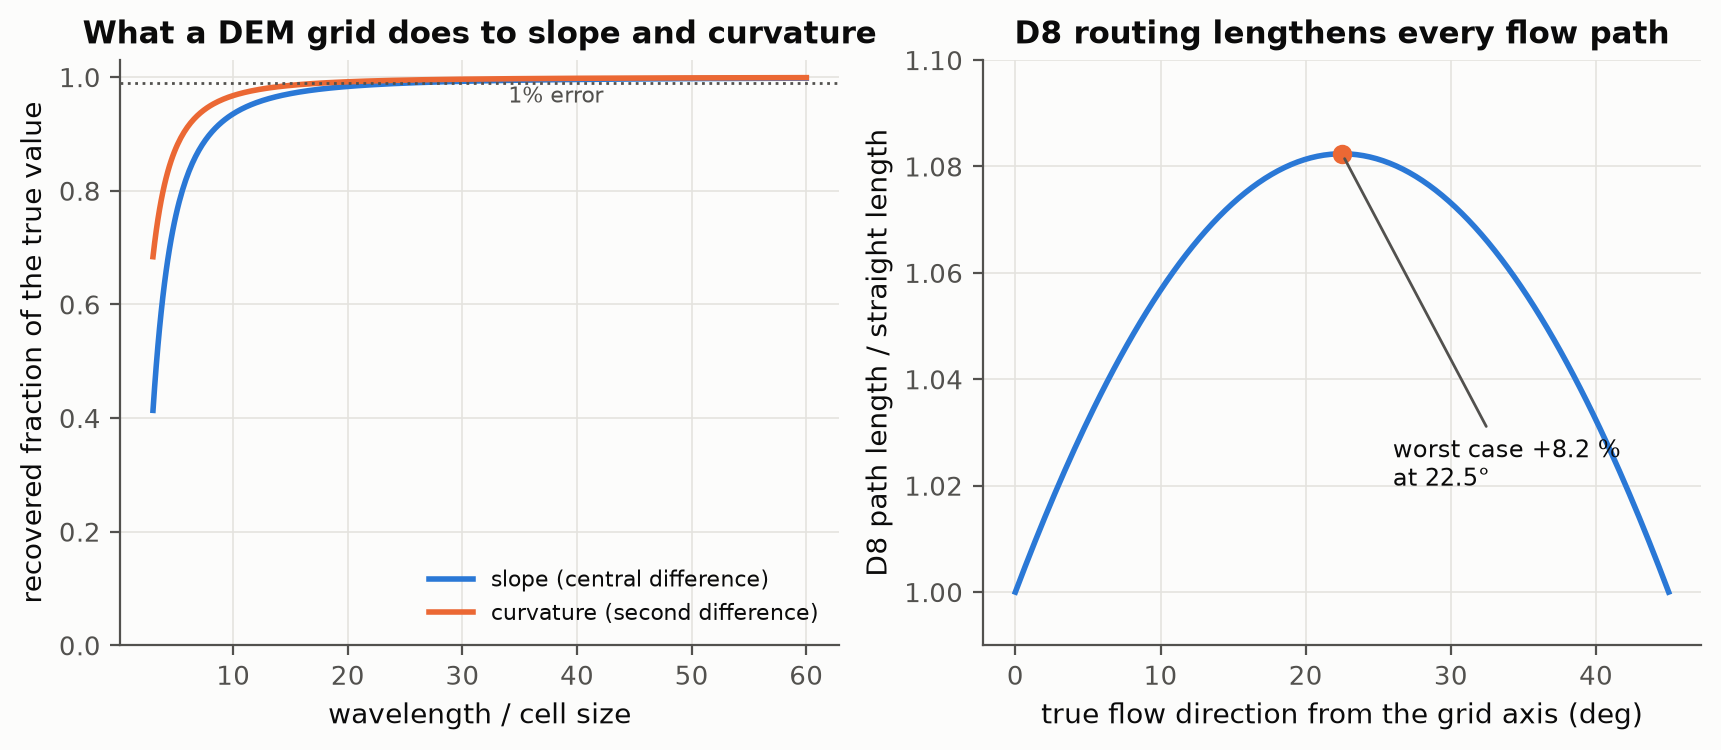 What a DEM grid does to slope and curvature
recovered fraction of the true value
1.0
0.8
0.6
0.4
0.2
0.0
1% error
slope (central difference)
curvature (second difference)
10 20 30 40 50 60
wavelength / cell size
D8 routing lengthens every flow path
D8 path length / straight length
1.10
1.08
1.06
1.04
1.02
1.00
worst case +8.2 %
at 22.5°
0 10 20 30 40
true flow direction from the grid axis (deg)